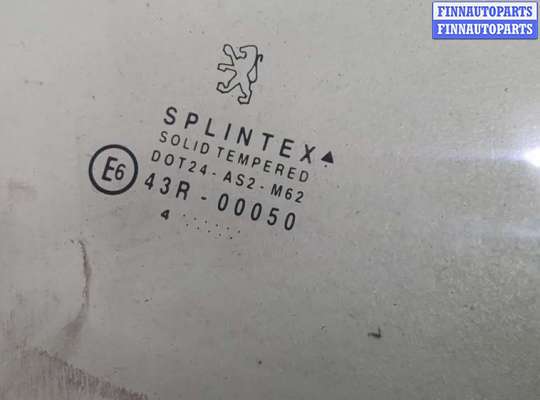 FINNAUTOPARTS
FINNAUTOPARTS
SPLINTEX▲
SOLID TEMPERED
DOT24-AS2-M62
E6
43R-00050
4 .......